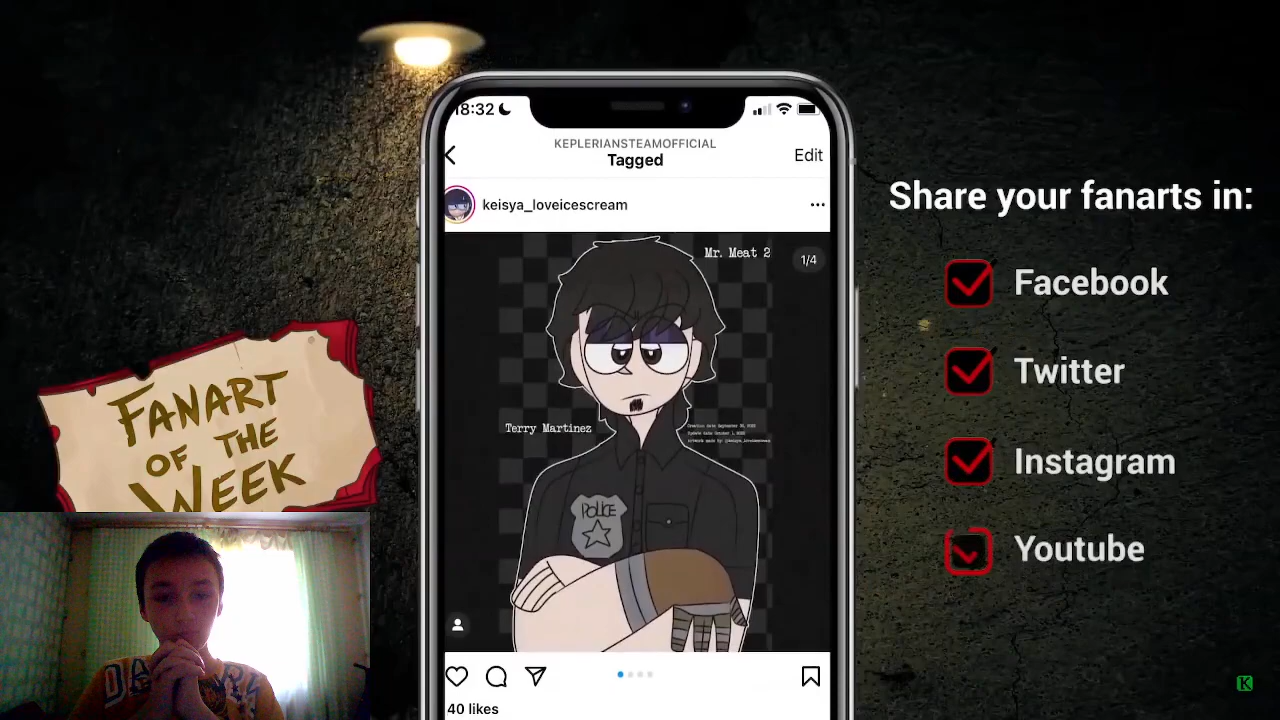 18:32
KEPLERIANSTEAMOFFICIAL
Tagged
Edit
keisya_loveicescream
Mr. Meat 2
1/4
Terry Martinez
POLICE
40 likes
FANART
OF THE
WEEK
Share your fanarts in:
Facebook
Twitter
Instagram
Youtube
K